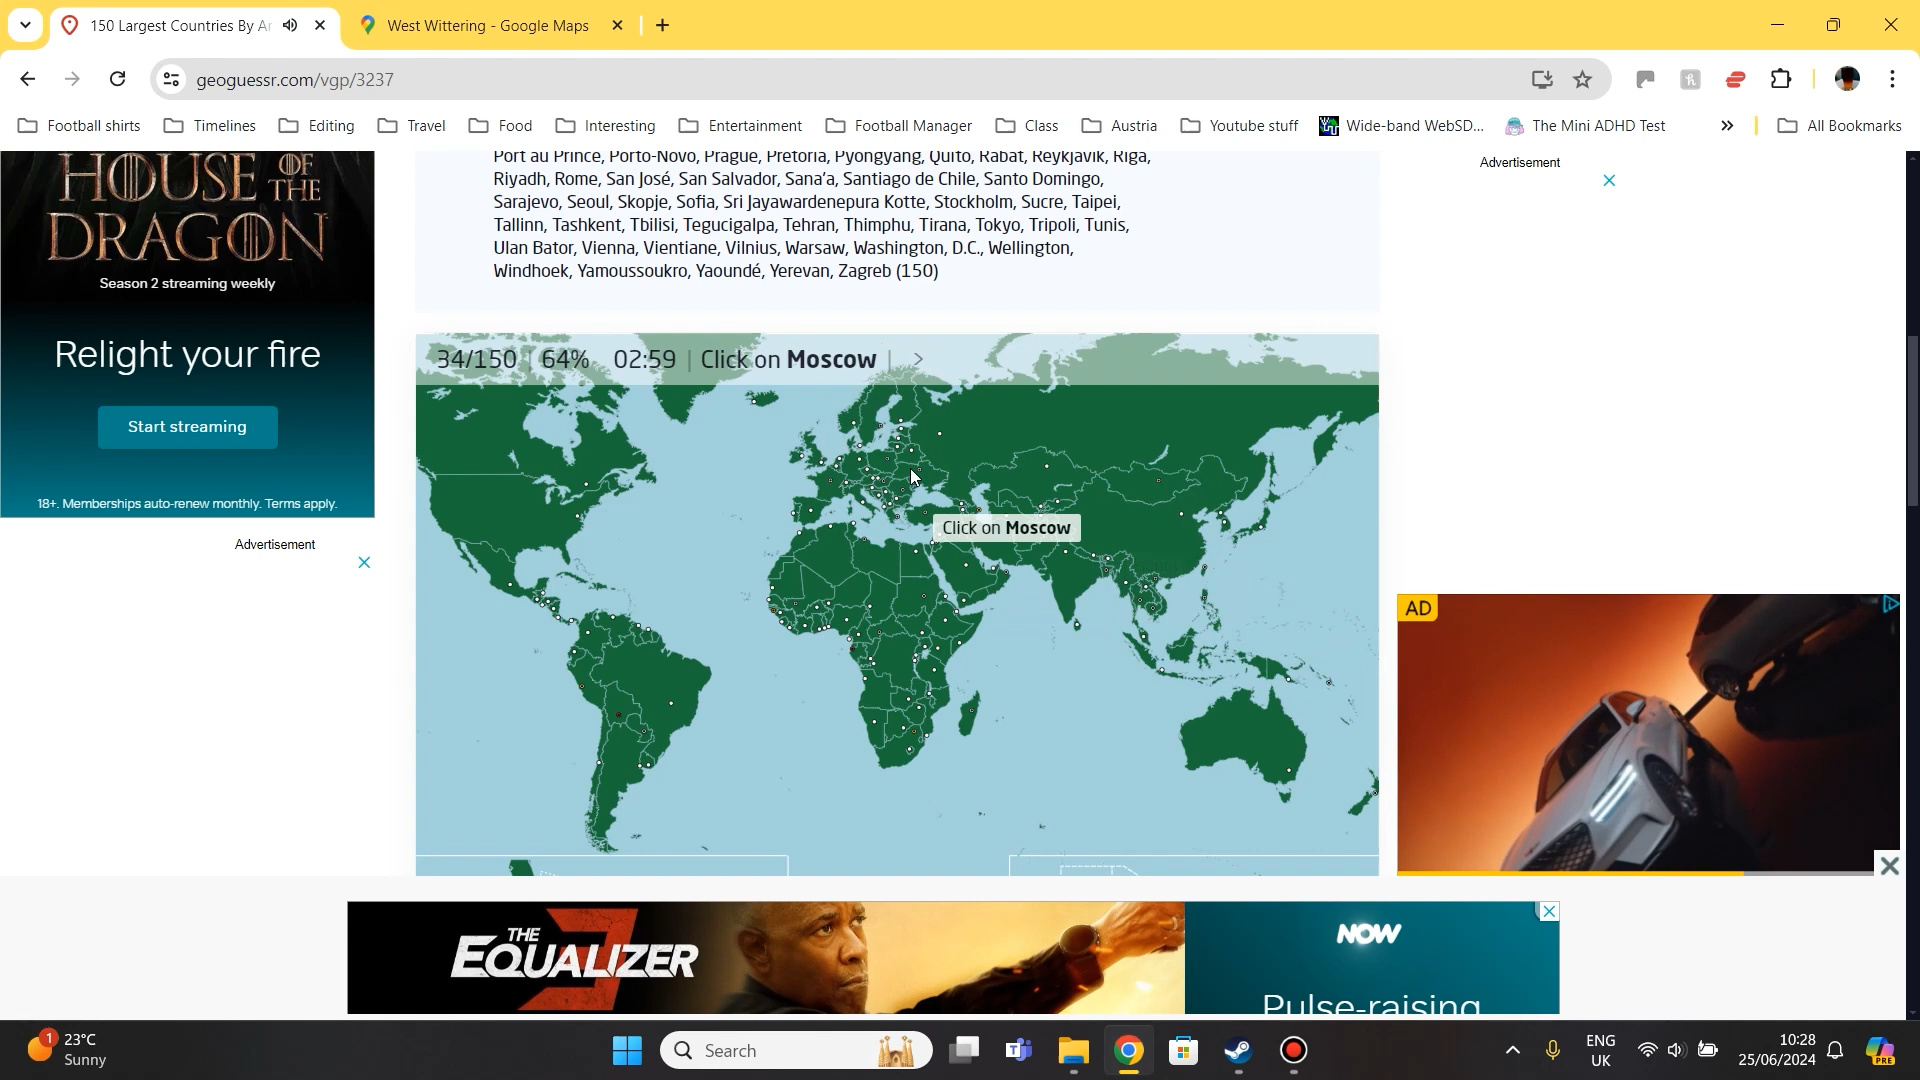 150 Largest Countries By Ar
West Wittering - Google Maps
geoguessr.com/vgp/3237
Football shirts
Timelines
Editing
Travel
Food
Interesting
Entertainment
Football Manager
Class
Austria
Youtube stuff
Wide-band WebSD...
The Mini ADHD Test
All Bookmarks
HOUSE OF THE
DRAGON
Season 2 streaming weekly
Relight your fire
Start streaming
18+. Memberships auto-renew monthly. Terms apply.
Advertisement
Port au Prince, Porto-Novo, Prague, Pretoria, Pyongyang, Quito, Rabat, Reykjavík, Riga,
Riyadh, Rome, San José, San Salvador, Sana'a, Santiago de Chile, Santo Domingo,
Sarajevo, Seoul, Skopje, Sofia, Sri Jayawardenepura Kotte, Stockholm, Sucre, Taipei,
Tallinn, Tashkent, Tbilisi, Tegucigalpa, Tehran, Thimphu, Tirana, Tokyo, Tripoli, Tunis,
Ulan Bator, Vienna, Vientiane, Vilnius, Warsaw, Washington, D.C., Wellington,
Windhoek, Yamoussoukro, Yaoundé, Yerevan, Zagreb (150)
34/150 | 64% 02:59 | Click on Moscow | >
Click on Moscow
Advertisement
AD
THE
EQUALIZER
3
NOW
Pulse-raising
1
23°C
Sunny
Search
ENG
UK
10:28
25/06/2024
PRE